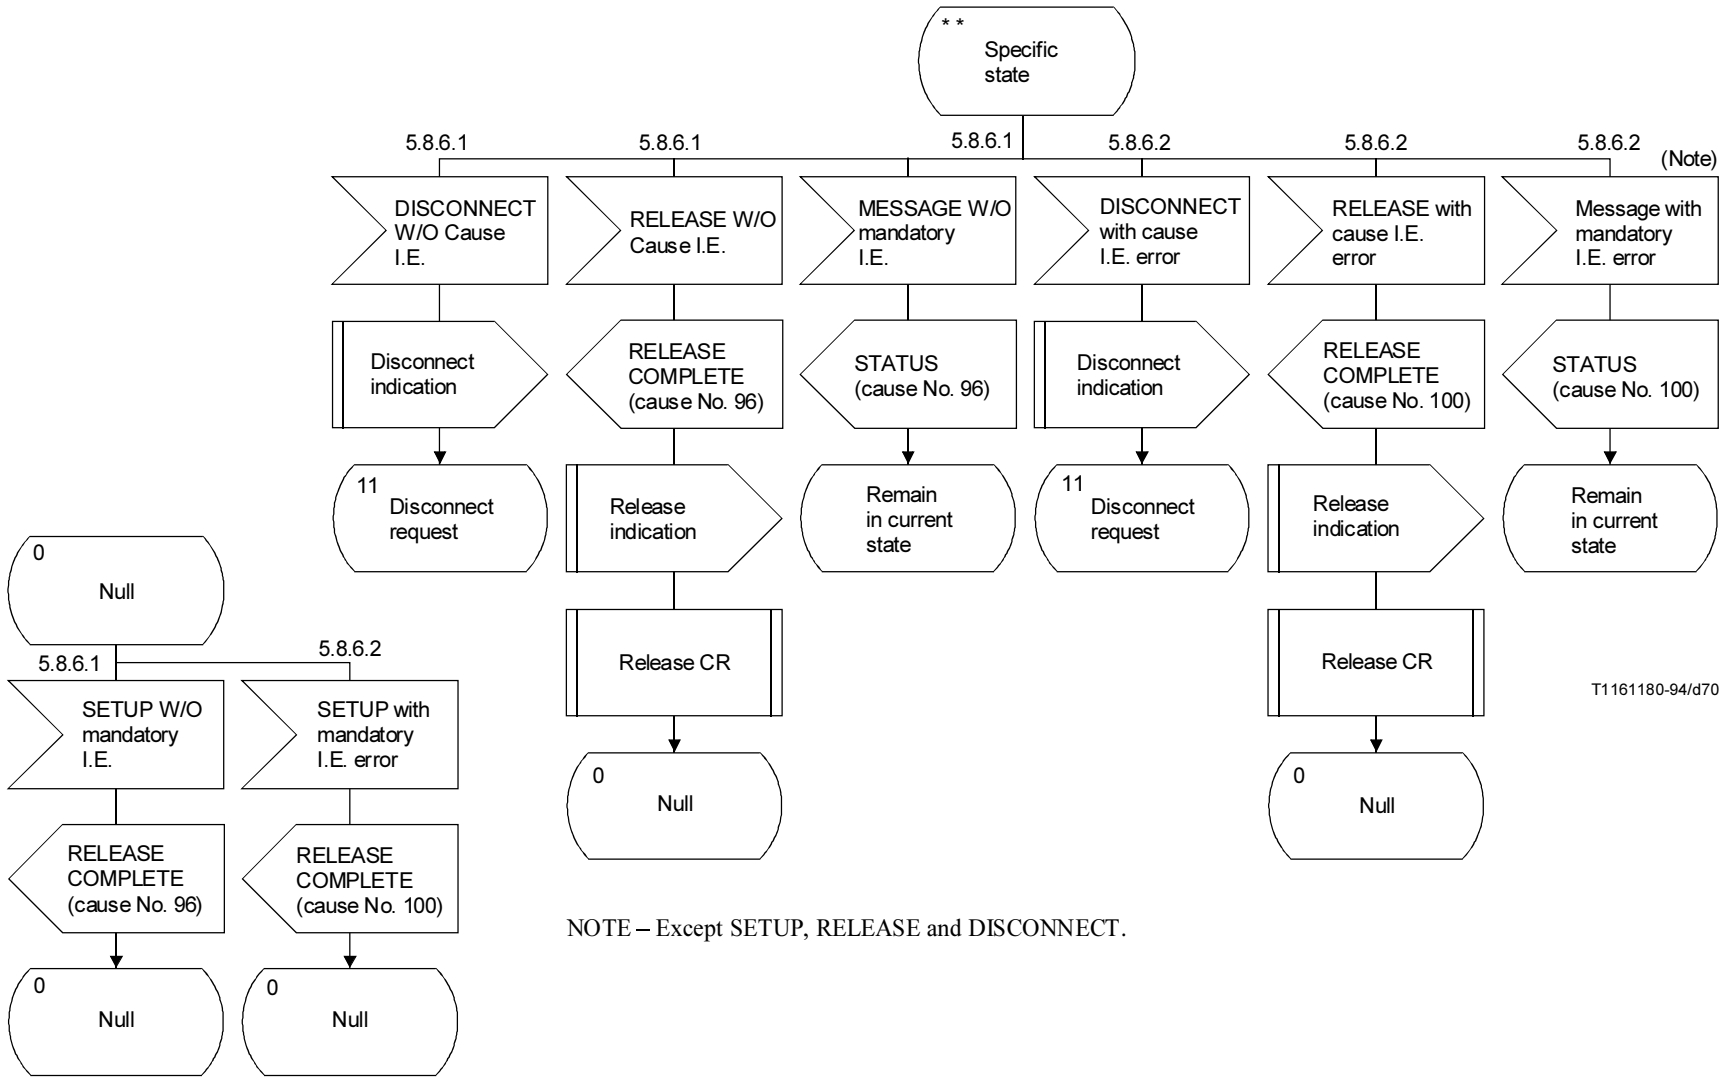 * *
Specific
state
5.8.6.1
5.8.6.1
5.8.6.1
5.8.6.2
5.8.6.2
5.8.6.2
(Note)
DISCONNECT
W/O Cause
I.E.
RELEASE W/O
Cause I.E.
MESSAGE W/O
mandatory
I.E.
DISCONNECT
with cause
I.E. error
RELEASE with
cause I.E.
error
Message with
mandatory
I.E. error
Disconnect
indication
RELEASE
COMPLETE
(cause No. 96)
STATUS
(cause No. 96)
Disconnect
indication
RELEASE
COMPLETE
(cause No. 100)
STATUS
(cause No. 100)
11
Disconnect
request
Release
indication
Remain
in current
state
11
Disconnect
request
Release
indication
Remain
in current
state
0
Null
Release CR
Release CR
T1161180-94/d70
5.8.6.1
5.8.6.2
SETUP W/O
mandatory
I.E.
SETUP with
mandatory
I.E. error
0
Null
0
Null
RELEASE
COMPLETE
(cause No. 96)
RELEASE
COMPLETE
(cause No. 100)
NOTE – Except SETUP, RELEASE and DISCONNECT.
0
Null
0
Null